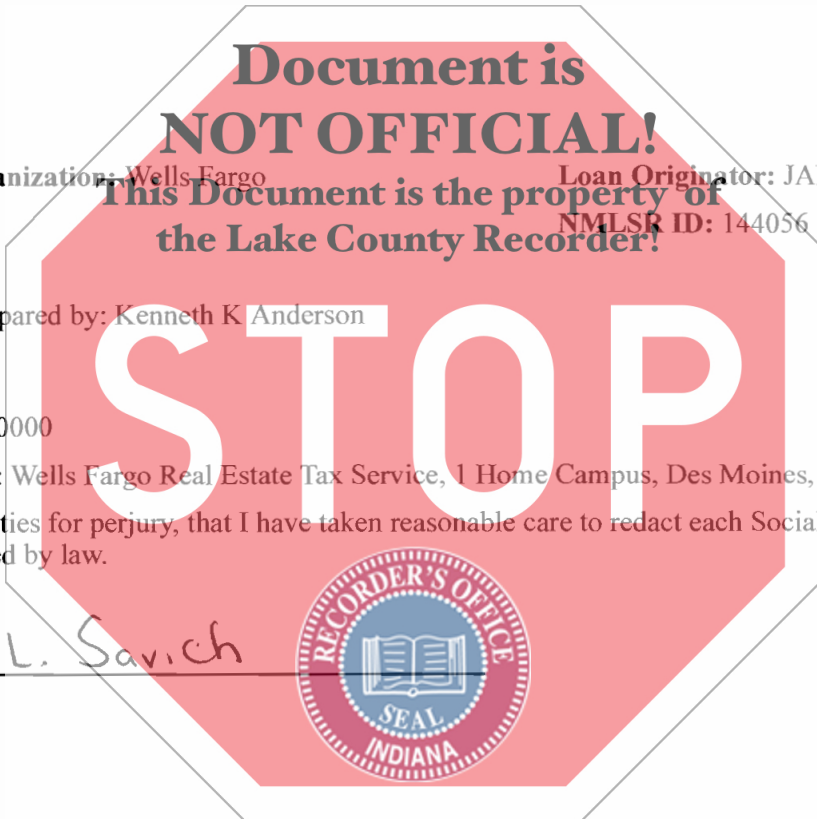 Document is
NOT OFFICIAL!
This Document is the property of
the Lake County Recorder!
anization: Wells Fargo Loan Originator: JA
NMLSR ID: 144056
pared by: Kenneth K Anderson
STOP
0000
: Wells Fargo Real Estate Tax Service, 1 Home Campus, Des Moines,
ties for perjury, that I have taken reasonable care to redact each Social
d by law.
L. Savich
RECORDER'S OFFICE
SEAL
INDIANA